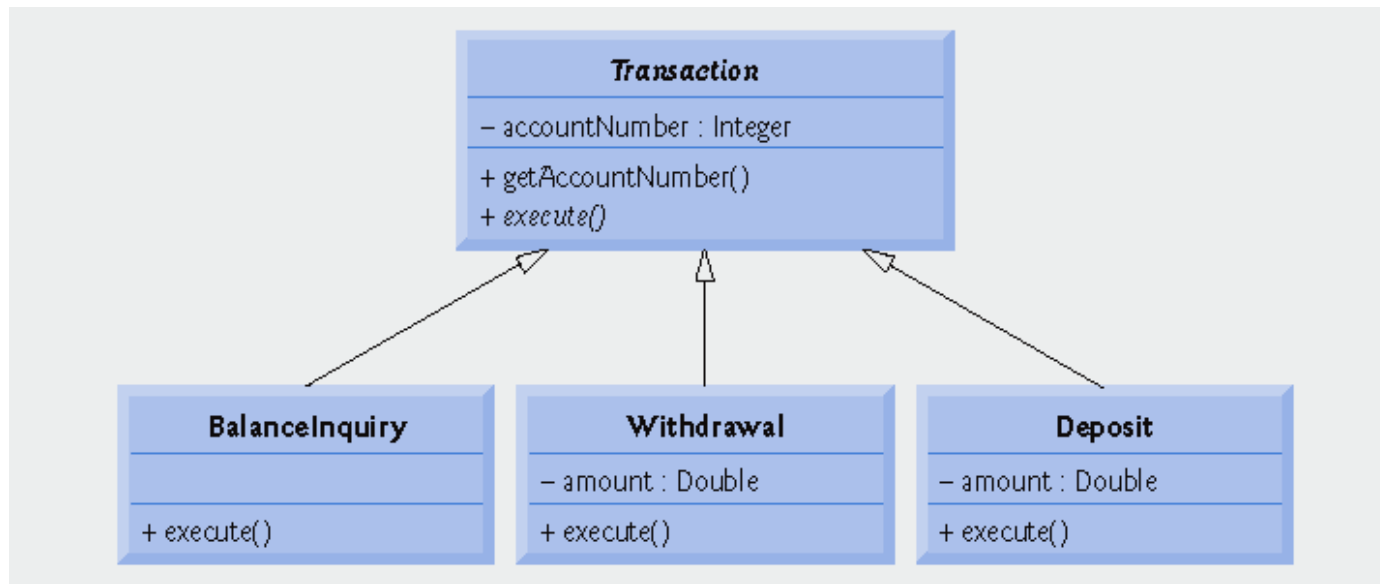 Transaction
– accountNumber : Integer
+ getAccountNumber()
+ execute()
BalanceInquiry
+ execute()
Withdrawal
– amount : Double
+ execute()
Deposit
– amount : Double
+ execute()